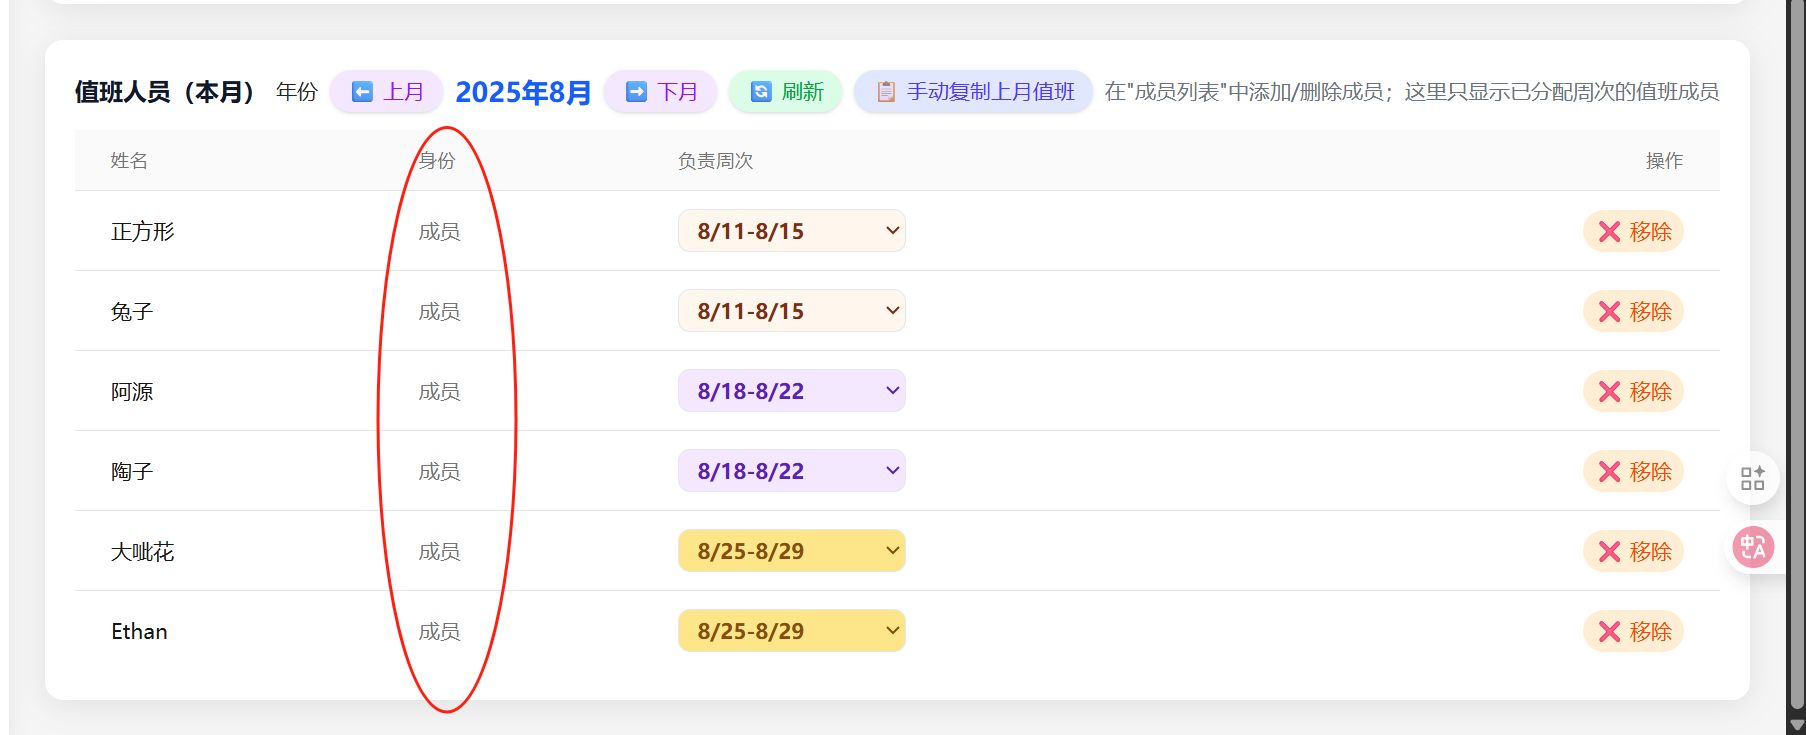 值班人员（本月） 年份 上月 2025年8月 下月 刷新 手动复制上月值班 在"成员列表"中添加/删除成员；这里只显示已分配周次的值班成员
姓名 身份 负责周次 操作
正方形 成员 8/11-8/15 移除
兔子 成员 8/11-8/15 移除
阿源 成员 8/18-8/22 移除
陶子 成员 8/18-8/22 移除
大呲花 成员 8/25-8/29 移除
Ethan 成员 8/25-8/29 移除
中A